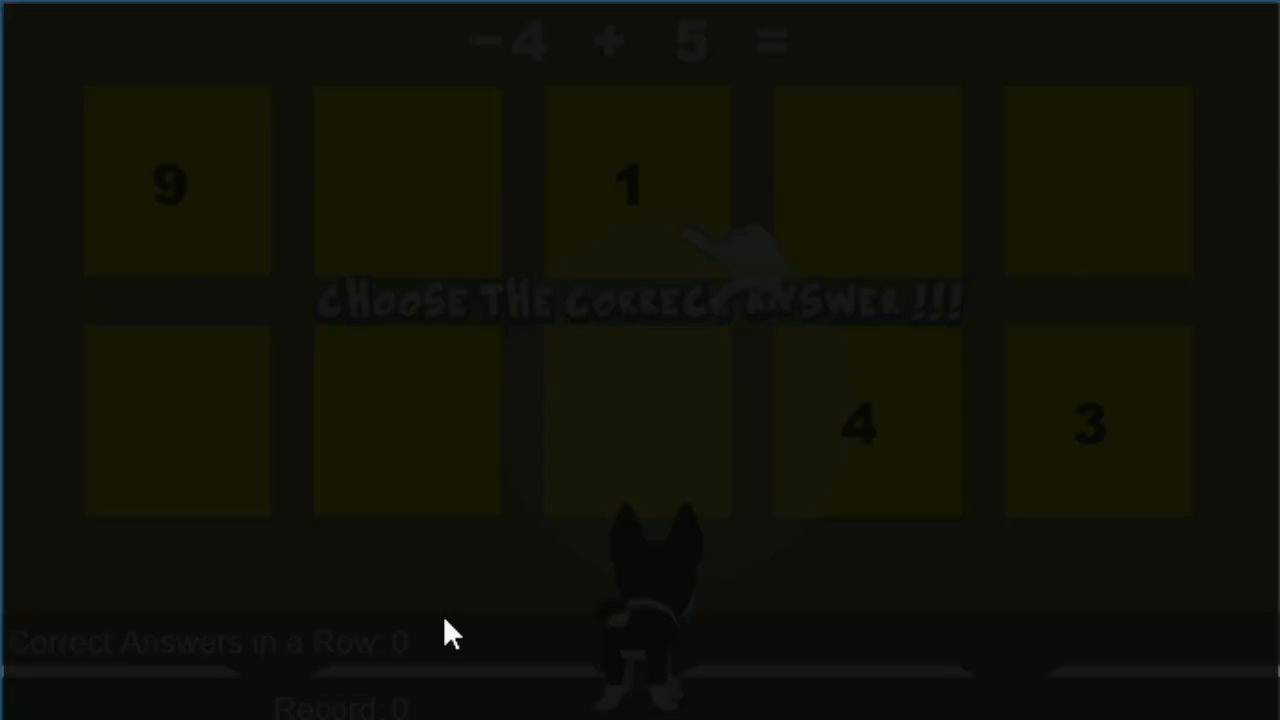 -4 + 5 =
9 1
CHOOSE THE CORRECT ANSWER !!!
4 3
Correct Answers in a Row: 0
Record: 0